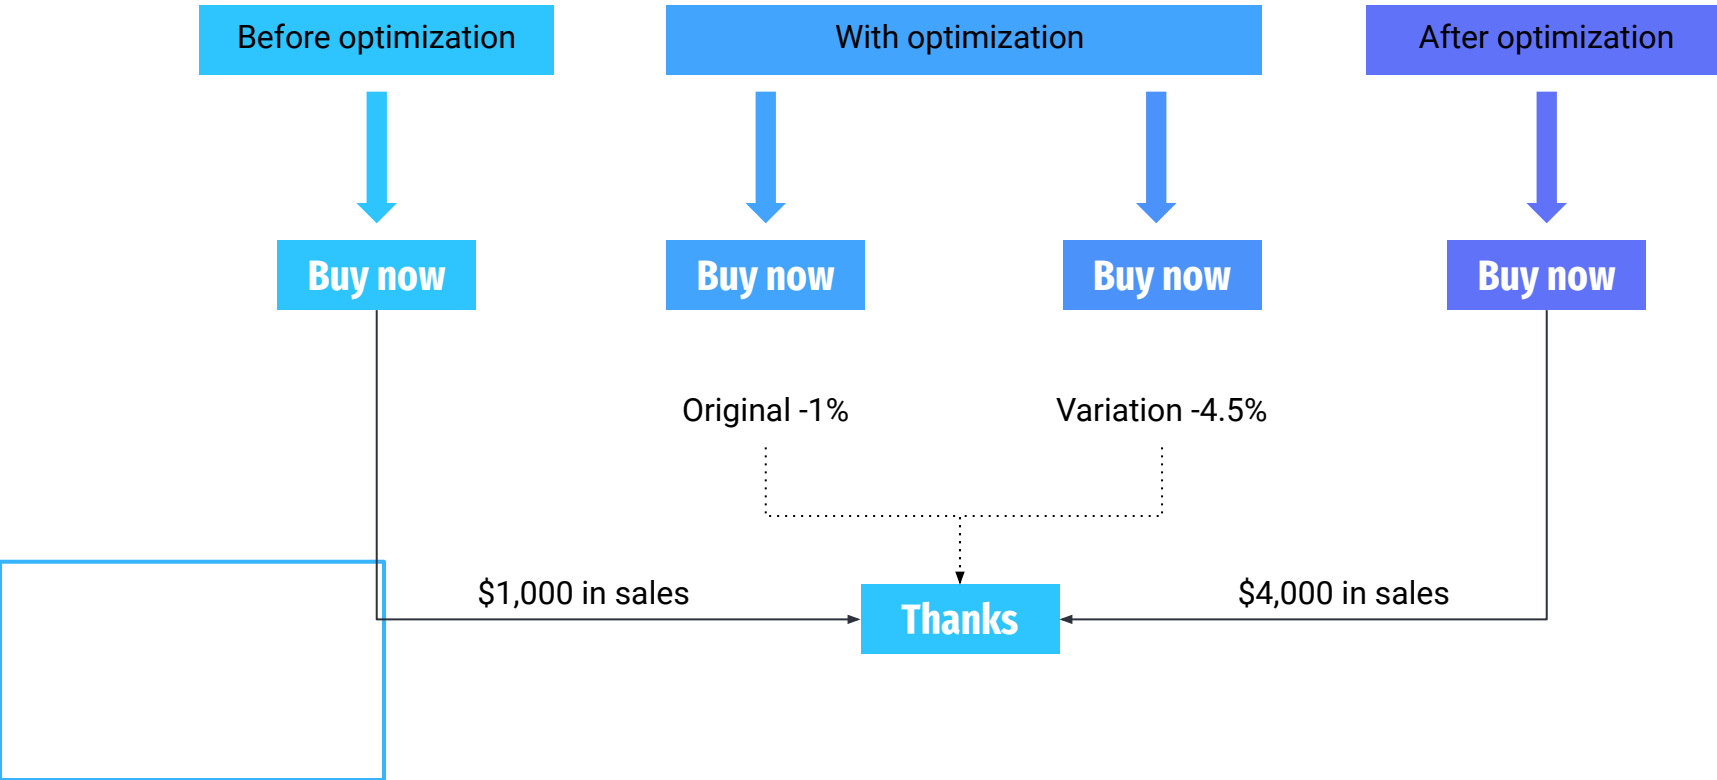 Before optimization
With optimization
After optimization
Buy now
Buy now
Buy now
Buy now
Original -1%
Variation -4.5%
$1,000 in sales
Thanks
$4,000 in sales